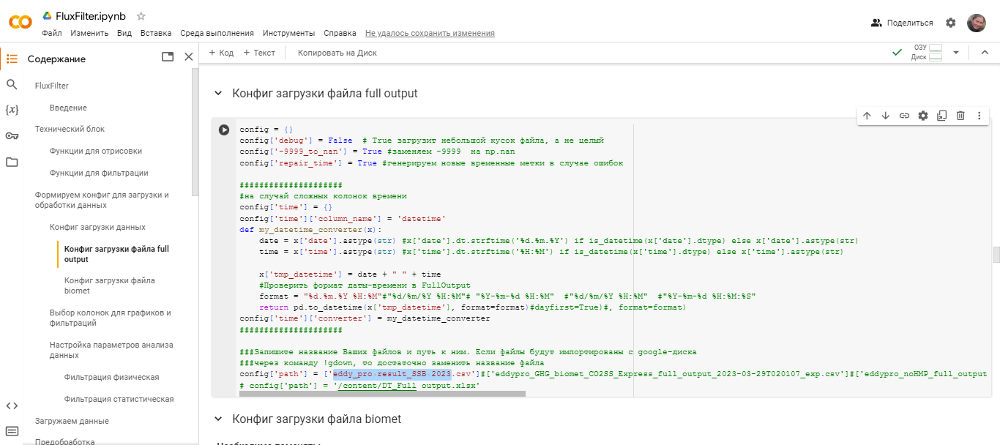 CO FluxFilter.ipynb
Файл Изменить Вид Вставка Среда выполнения Инструменты Справка Не удалось сохранить изменения
Поделиться
Содержание
+ Код + Текст Копировать на Диск
ОЗУ
Диск
FluxFilter
Введение
Технический блок
Функции для отрисовки
Функции для фильтрации
Формируем конфиг для загрузки и
обработки данных
Конфиг загрузки данных
Конфиг загрузки файла full
output
Конфиг загрузки файла
biomet
Выбор колонок для графиков и
фильтраций
Настройка параметров анализа
данных
Фильтрация физическая
Фильтрация статистическая
Загружаем данные
Предобработка
Конфиг загрузки файла full output
config = {}
config['debug'] = False # True загрузит небольшой кусок файла, а не целый
config['-9999_to_nan'] = True #заменяем -9999 на np.nan
config['repair_time'] = True #генерируем новые временные метки в случае ошибок
#####################
#на случай сложных колонок времени
config['time'] = {}
config['time']['column_name'] = 'datetime'
def my_datetime_converter(x):
date = x['date'].astype(str) #x['date'].dt.strftime('%d.%m.%Y') if is_datetime(x['date'].dtype) else x['date'].astype(str)
time = x['time'].astype(str) #x['time'].dt.strftime('%H:%M') if is_datetime(x['time'].dtype) else x['time'].astype(str)
x['tmp_datetime'] = date + " " + time
#Проверить формат даты-времени в FullOutput
format = "%d.%m.%Y %H:%M"#"%d/%m/%Y %H:%M"# "%Y-%m-%d %H:%M" #"%d/%m/%Y %H:%M" #"%Y-%m-%d %H:%M:%S"
return pd.to_datetime(x['tmp_datetime'], format=format)#dayfirst=True)#, format=format)
config['time']['converter'] = my_datetime_converter
#####################
###Запишите название Ваших файлов и путь к ним. Если файлы будут импортированы с google-диска
###через команду !gdown, то достаточно заменить название файла
config['path'] = ['eddy_pro result_SSB 2023.csv']#['eddypro_GHG_biomet_CO2SS_Express_full_output_2023-03-29T020107_exp.csv']#['eddypro_noHMP_full_output
# config['path'] = '/content/DT_Full output.xlsx'
Конфиг загрузки файла biomet